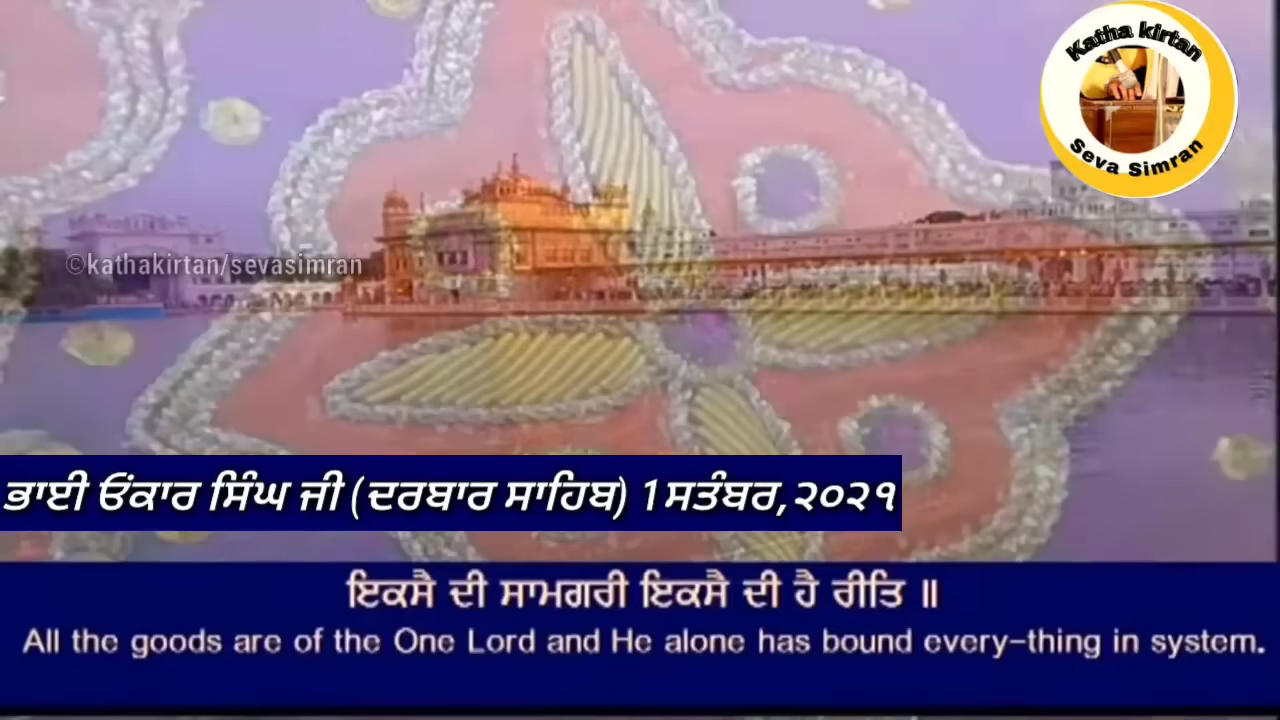 Katha kirtan
Seva Simran
©kathakirtan/sevasimran
ਭਾਈ ਓਂਕਾਰ ਸਿੰਘ ਜੀ (ਦਰਬਾਰ ਸਾਹਿਬ) 1 ਸਤੰਬਰ,੨੦੨੧
ਇਕਸੈ ਦੀ ਸਾਮਗਰੀ ਇਕਸੈ ਦੀ ਹੈ ਰੀਤਿ ॥
All the goods are of the One Lord and He alone has bound every-thing in system.